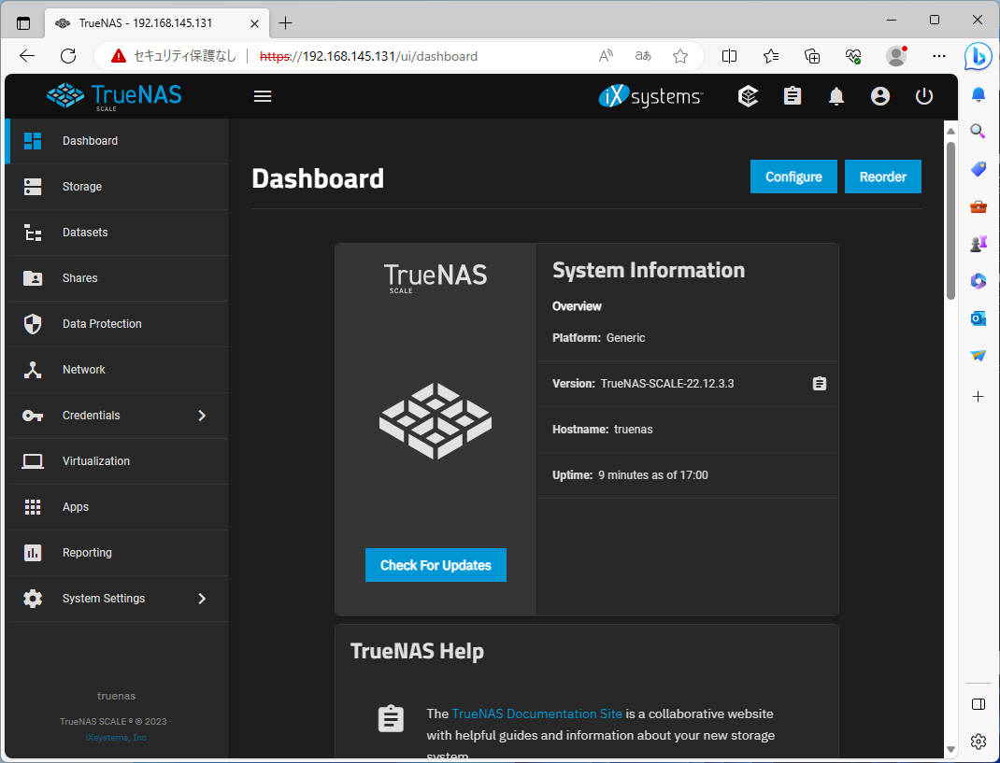 TrueNAS - 192.168.145.131
セキュリティ保護なし
https://192.168.145.131/ui/dashboard
TrueNAS
SCALE
iXsystems
Dashboard
Storage
Datasets
Shares
Data Protection
Network
Credentials
Virtualization
Apps
Reporting
System Settings
truenas
TrueNAS SCALE ® © 2023 -
iXsystems, Inc
Dashboard
Configure
Reorder
TrueNAS
SCALE
Check For Updates
System Information
Overview
Platform: Generic
Version: TrueNAS-SCALE-22.12.3.3
Hostname: truenas
Uptime: 9 minutes as of 17:00
TrueNAS Help
The TrueNAS Documentation Site is a collaborative website
with helpful guides and information about your new storage
system.